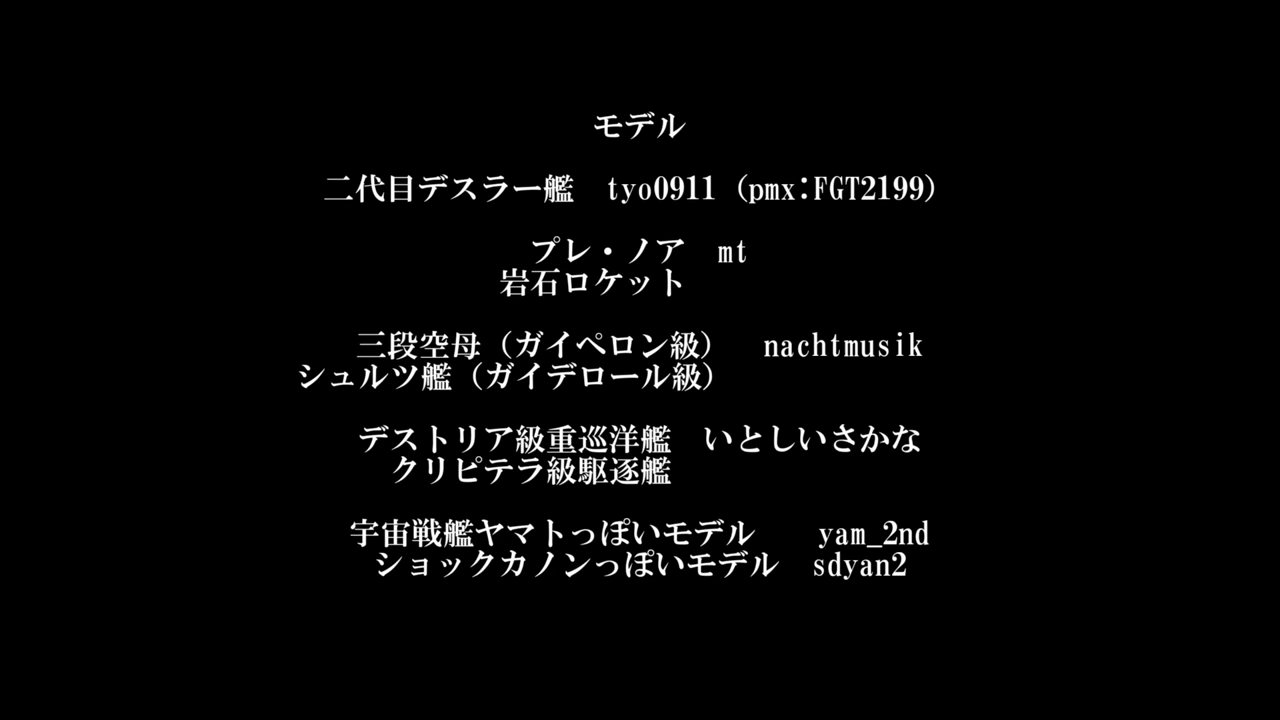 モデル
二代目デスラー艦　tyo0911 (pmx:FGT2199)
プレ・ノア　mt
岩石ロケット
三段空母（ガイペロン級）　nachtmusik
シュルツ艦（ガイデロール級）
デストリア級重巡洋艦　いとしいさかな
クリピテラ級駆逐艦
宇宙戦艦ヤマトっぽいモデル　　yam_2nd
ショックカノンっぽいモデル　sdyan2